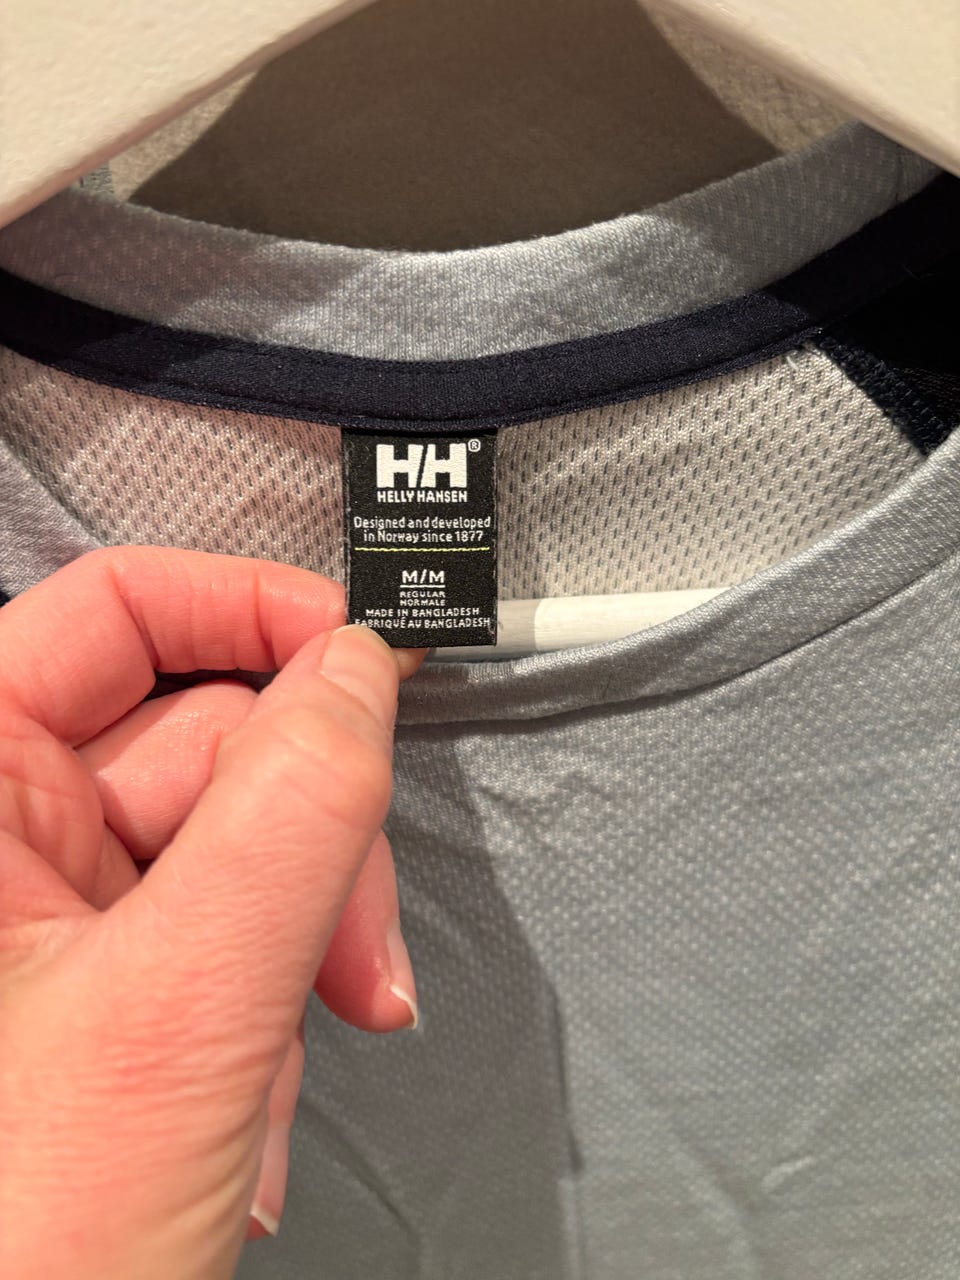 HH®
HELLY HANSEN
Designed and developed
in Norway since 1877
M/M
REGULAR
NORMALE
MADE IN BANGLADESH
FABRIQUÉ AU BANGLADESH